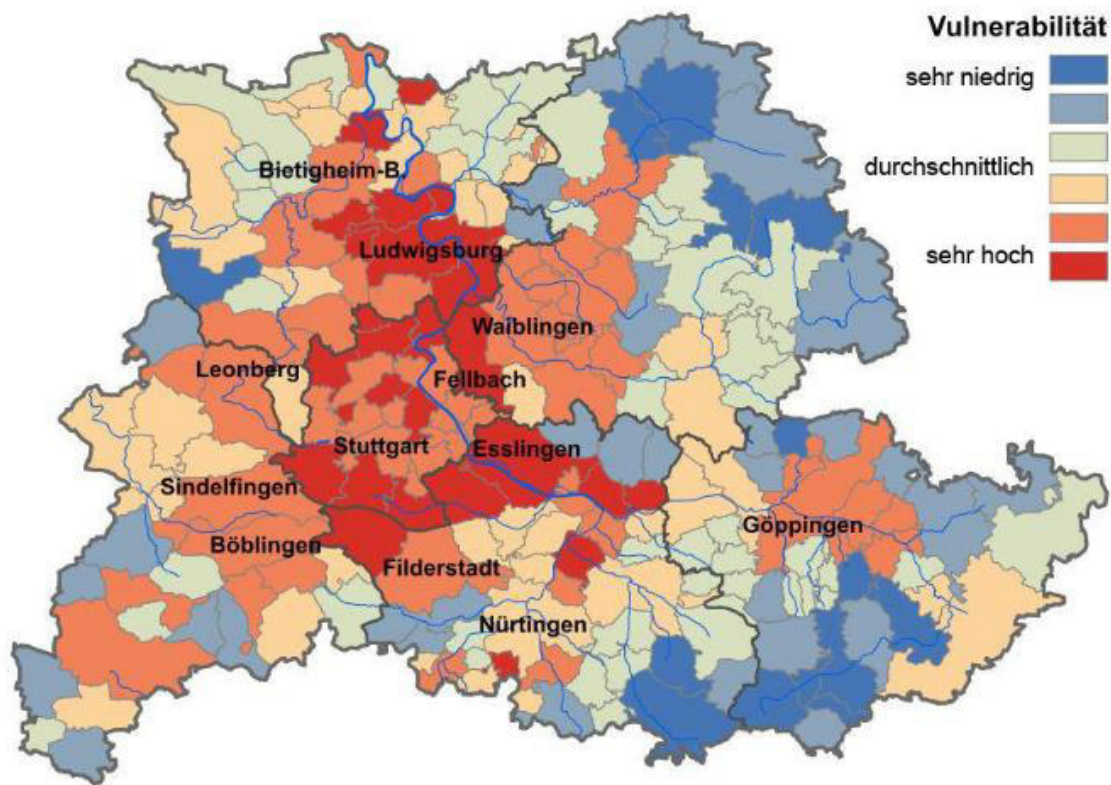 Vulnerabilität
sehr niedrig
durchschnittlich
sehr hoch
Bietigheim-B.
Ludwigsburg
Waiblingen
Leonberg
Fellbach
Stuttgart
Esslingen
Sindelfingen
Göppingen
Böblingen
Filderstadt
Nürtingen